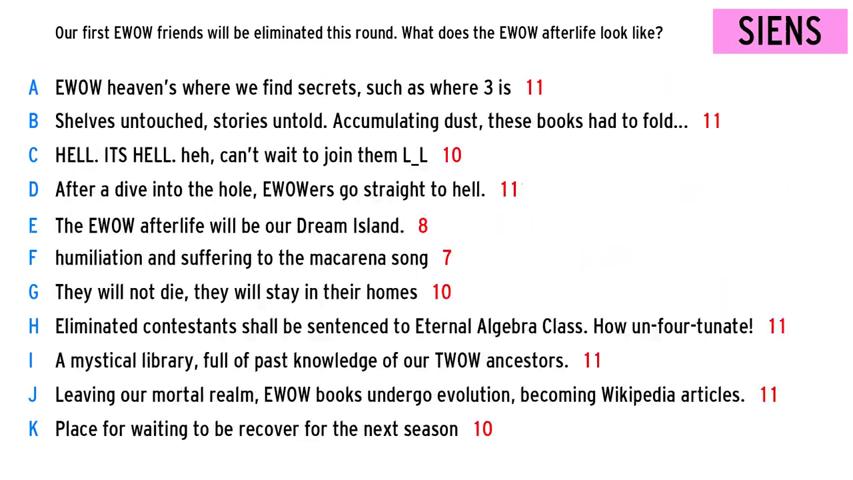 Our first EWOW friends will be eliminated this round. What does the EWOW afterlife look like?
SIENS
A EWOW heaven's where we find secrets, such as where 3 is 11
B Shelves untouched, stories untold. Accumulating dust, these books had to fold... 11
C HELL. ITS HELL. heh, can't wait to join them L_L 10
D After a dive into the hole, EWOWers go straight to hell. 11
E The EWOW afterlife will be our Dream Island. 8
F humiliation and suffering to the macarena song 7
G They will not die, they will stay in their homes 10
H Eliminated contestants shall be sentenced to Eternal Algebra Class. How un-four-tunate! 11
I A mystical library, full of past knowledge of our TWOW ancestors. 11
J Leaving our mortal realm, EWOW books undergo evolution, becoming Wikipedia articles. 11
K Place for waiting to be recover for the next season 10